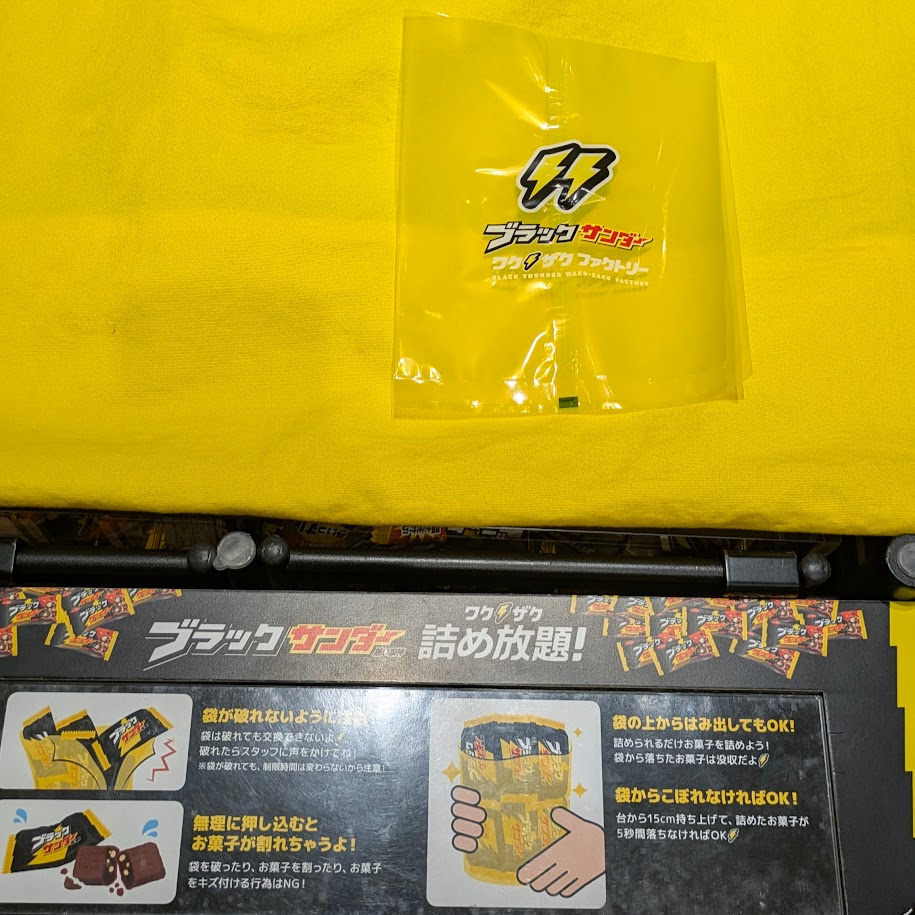 ブラックサンダー
ワクザク ファクトリー
BLACK THUNDER WAKU-ZAKU FACTORY
ブラックサンダー
ワクザク
詰め放題!
袋が破れないように注意
袋は破れても交換できないよ
破れたらスタッフに声をかけてね!
※袋が破れても、制限時間は変わらないから注意!
無理に押し込むと
お菓子が割れちゃうよ!
袋を破ったり、お菓子を割ったり、お菓子
をキズ付ける行為はNG!
袋の上からはみ出してもOK!
詰められるだけお菓子を詰めよう!
袋から落ちたお菓子は没収だよ
袋からこぼれなければOK!
台から15cm持ち上げて、詰めたお菓子が
5秒間落ちなければOK
ブラックサンダー